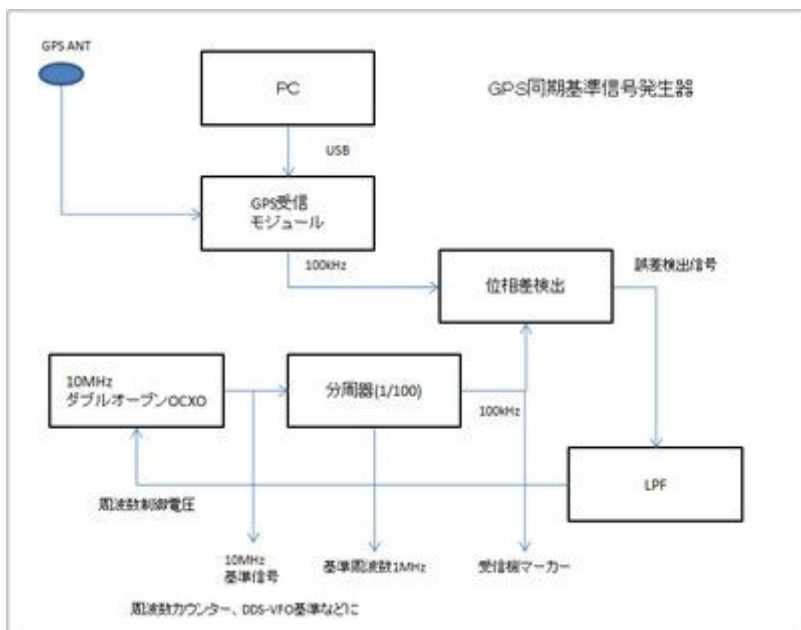 GPS ANT
PC
GPS同期基準信号発生器
USB
GPS受信
モジュール
100kHz
位相差検出
誤差検出信号
10MHz
ダブルオーブンOCXO
分周器(1/100)
100kHz
LPF
周波数制御電圧
10MHz
基準信号
基準周波数1MHz
受信機マーカー
周波数カウンター、DDS-VFO基準などに